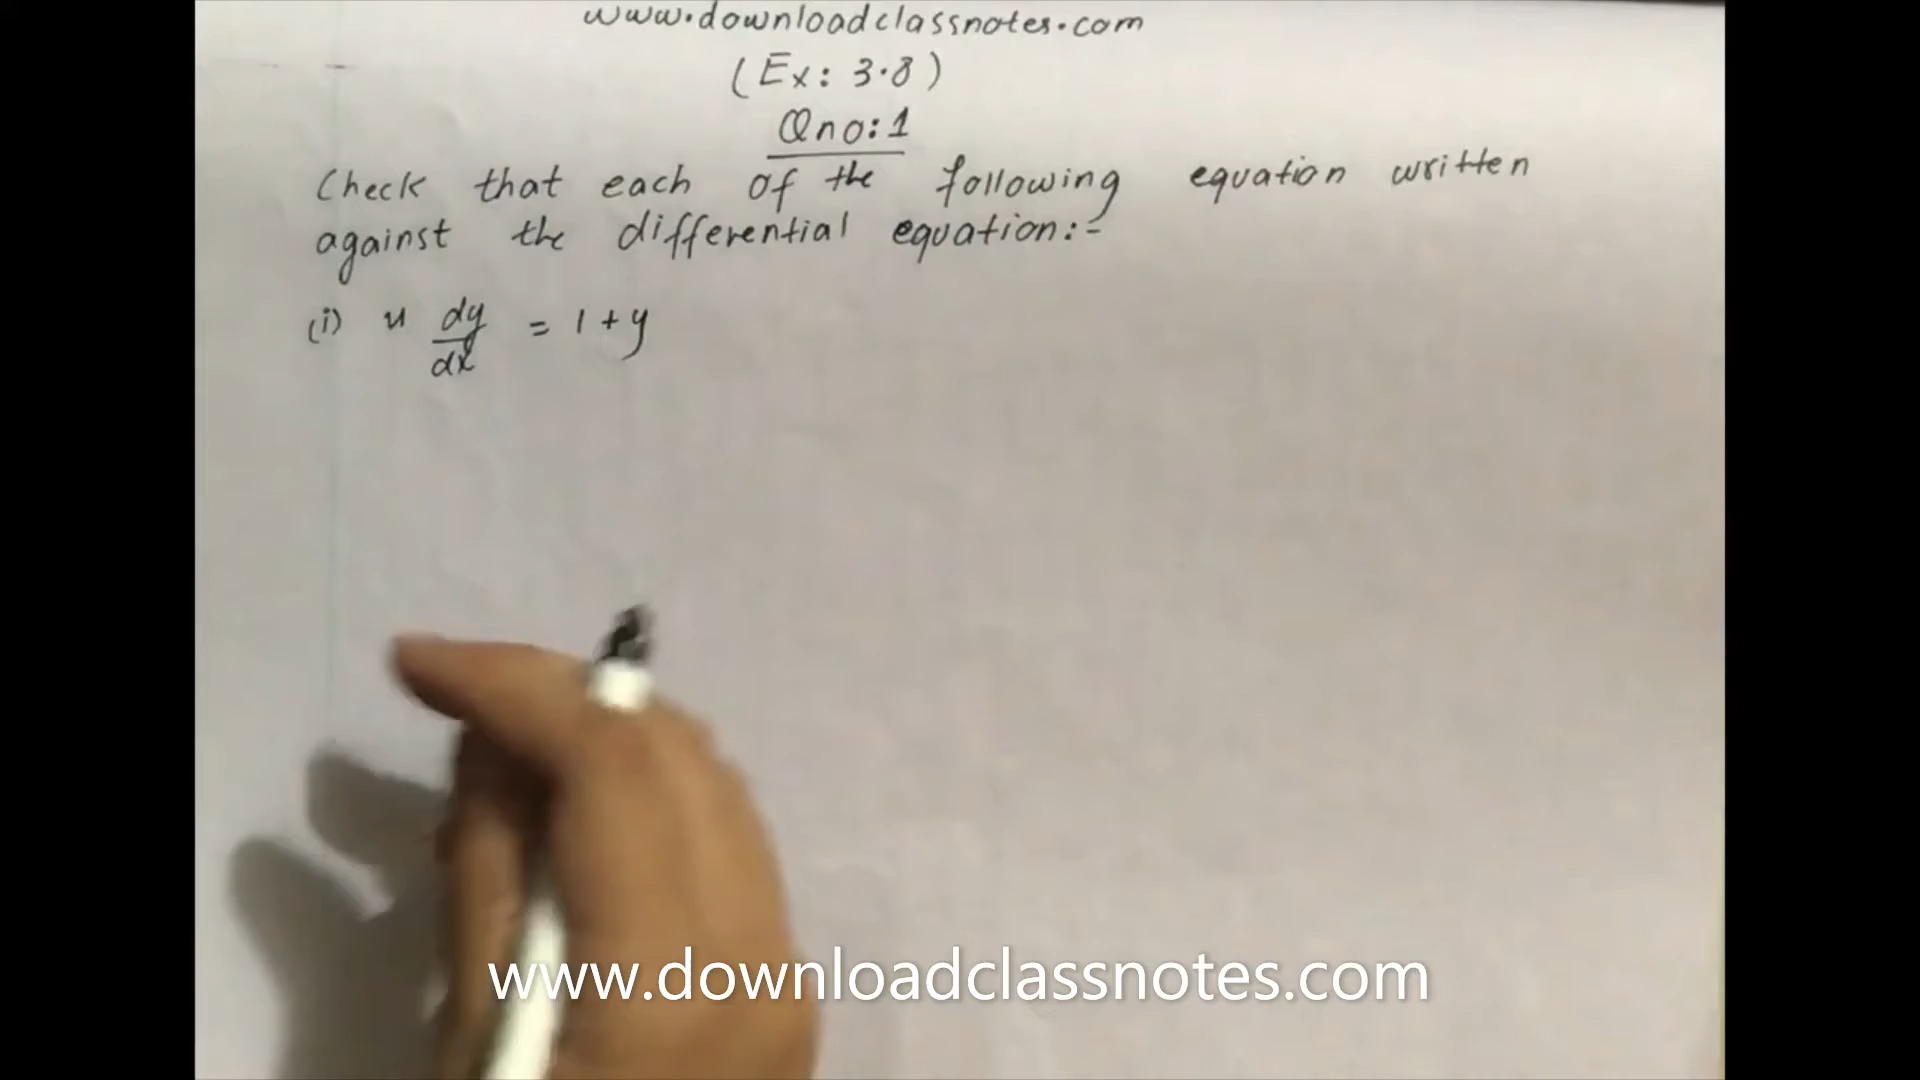 www.downloadclassnotes.com
(Ex: 3.8)
Qno:1
Check that each of the following equation written
against the differential equation:-
(i) x dy/dx = 1 + y
www.downloadclassnotes.com